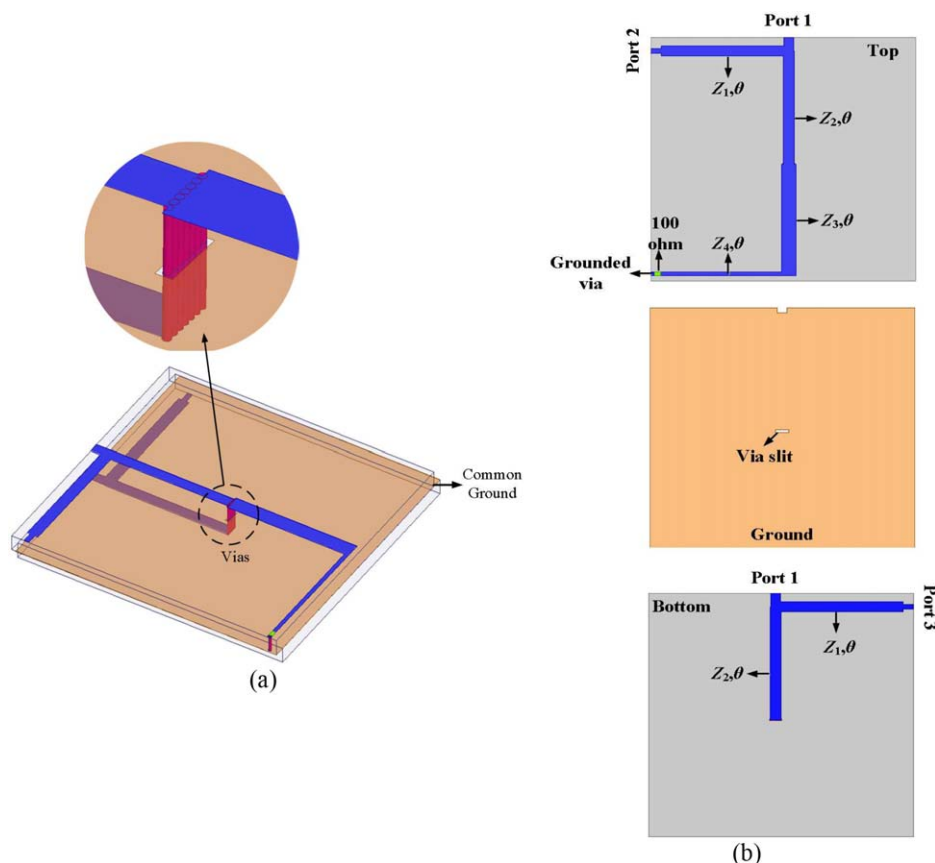 Common
Ground
Vias
(a)
Port 1
Port 2
Top
Z1,θ
Z2,θ
100
ohm
Z4,θ
Z3,θ
Grounded
via
Via slit
Ground
Port 1
Bottom
Port 3
Z1,θ
Z2,θ
(b)